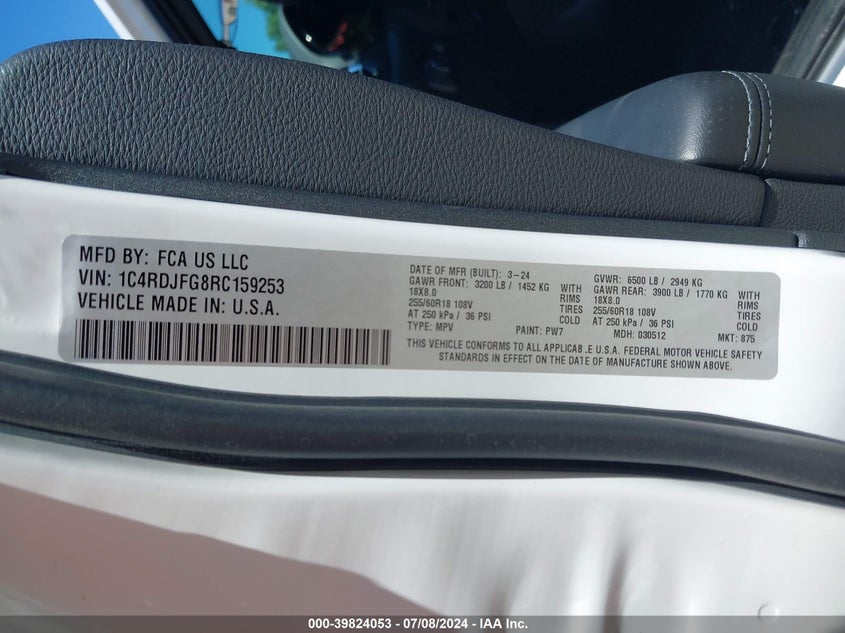 MFD BY: FCA US LLC
VIN: 1C4RDJFG8RC159253
VEHICLE MADE IN: U.S.A.
DATE OF MFR (BUILT): 3-24 GVWR: 6500 LB / 2949 KG
GAWR FRONT: 3200 LB / 1452 KG WITH GAWR REAR: 3900 LB / 1770 KG WITH
18X8.0 RIMS 18X8.0 RIMS
255/60R18 108V TIRES 255/60R18 108V TIRES
AT 250 kPa / 36 PSI COLD AT 250 kPa / 36 PSI COLD
TYPE: MPV PAINT: PW7 MDH: 030512 MKT: 875
THIS VEHICLE CONFORMS TO ALL APPLICAB .E U.S.A. FEDERAL MOTOR VEHICLE SAFETY
STANDARDS IN EFFECT ON THE DATE OF MANUFACTURE SHOWN ABOVE.
000-39824053 - 07/08/2024 - IAA Inc.